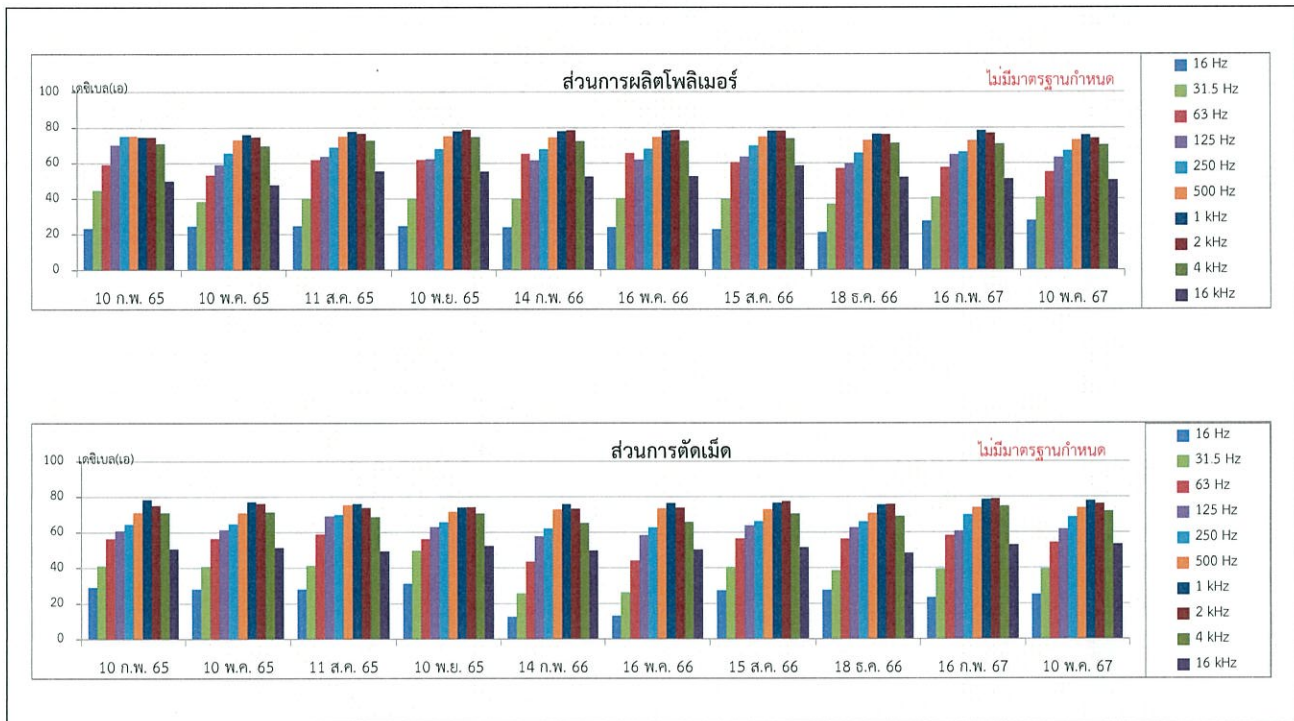 ส่วนการผลิตโพลิเมอร์
ไม่มีมาตรฐานกำหนด
เดซิเบล(เอ)
100
80
60
40
20
0
10 ก.พ. 65 10 พ.ค. 65 11 ส.ค. 65 10 พ.ย. 65 14 ก.พ. 66 16 พ.ค. 66 15 ส.ค. 66 18 ธ.ค. 66 16 ก.พ. 67 10 พ.ค. 67
16 Hz
31.5 Hz
63 Hz
125 Hz
250 Hz
500 Hz
1 kHz
2 kHz
4 kHz
16 kHz
ส่วนการตัดเม็ด
ไม่มีมาตรฐานกำหนด
เดซิเบล(เอ)
100
80
60
40
20
0
10 ก.พ. 65 10 พ.ค. 65 11 ส.ค. 65 10 พ.ย. 65 14 ก.พ. 66 16 พ.ค. 66 15 ส.ค. 66 18 ธ.ค. 66 16 ก.พ. 67 10 พ.ค. 67
16 Hz
31.5 Hz
63 Hz
125 Hz
250 Hz
500 Hz
1 kHz
2 kHz
4 kHz
16 kHz